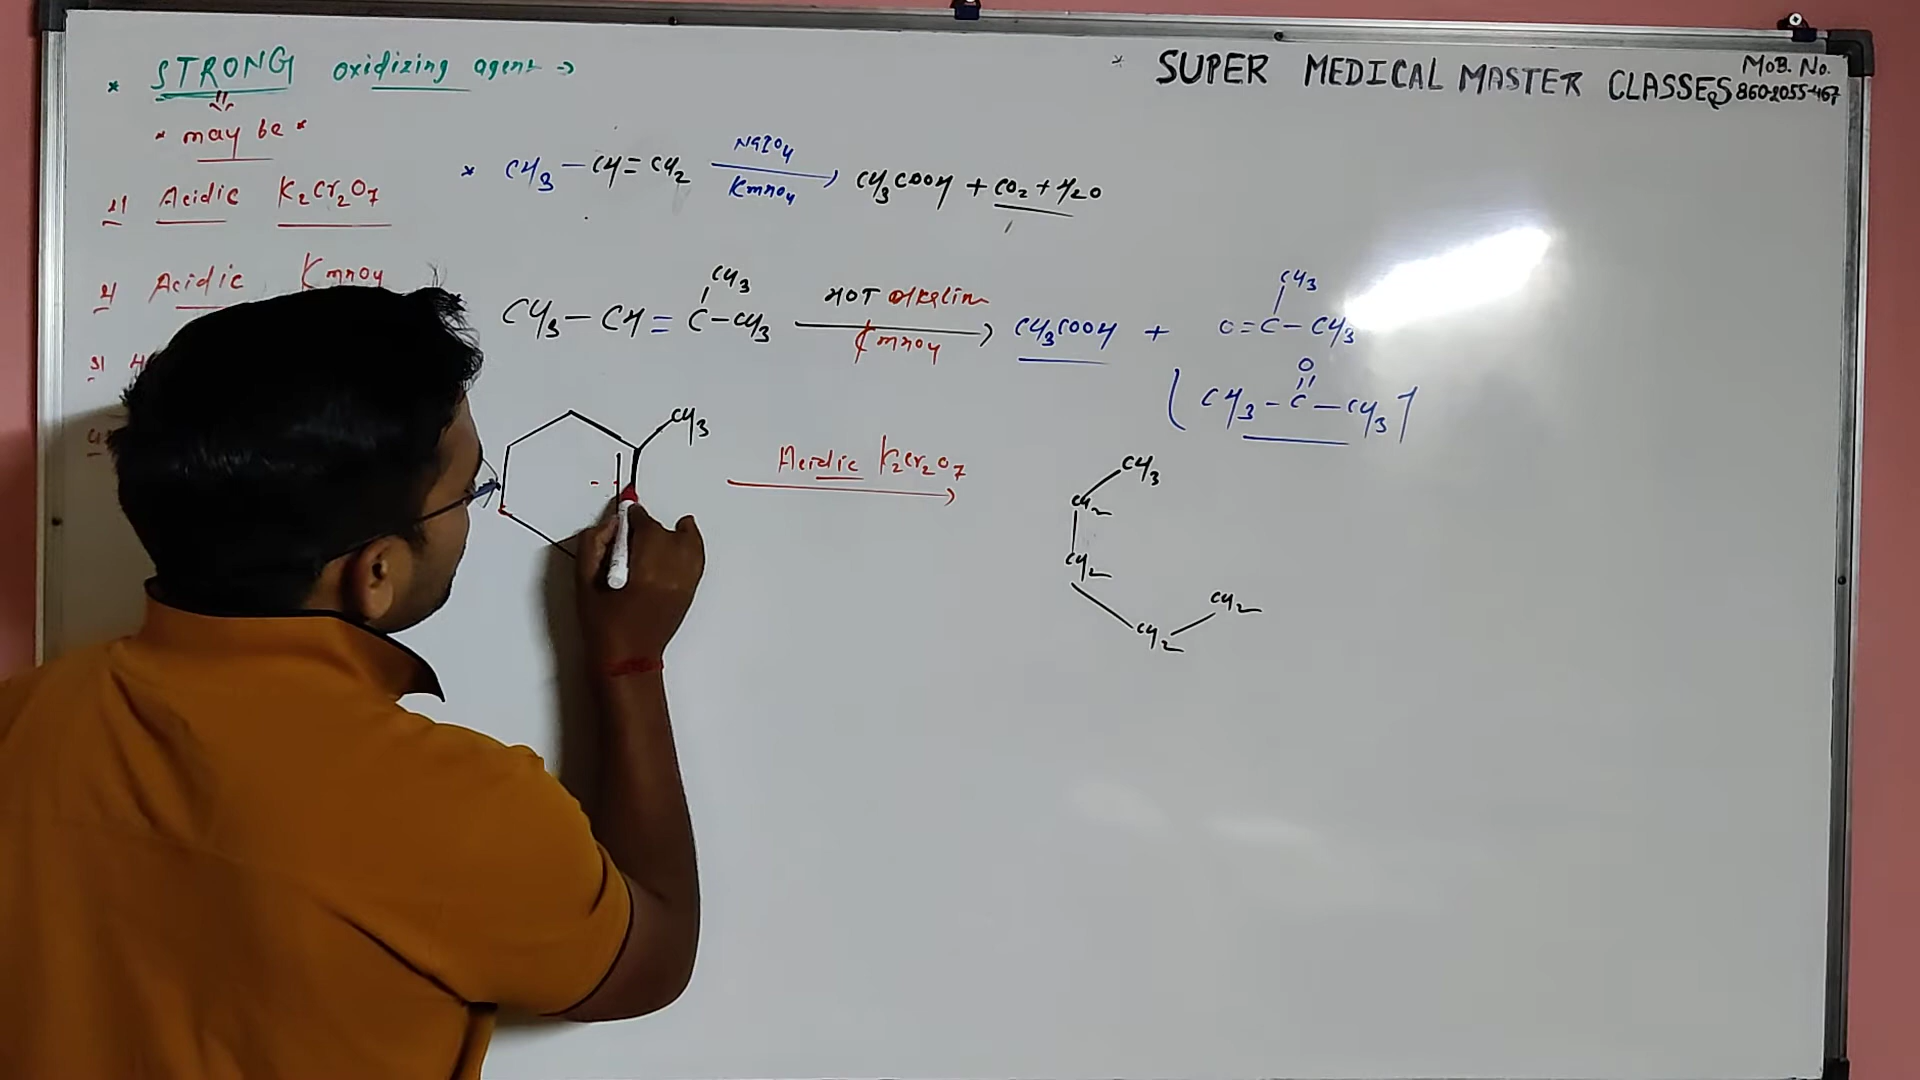 * STRONG oxidizing agent →
* SUPER MEDICAL MASTER CLASSES
MOB. No.
860-2055-467
* may be *
1) Acidic K2Cr2O7
2) Acidic KmnO4
3) H
* CH3 — CH = CH2 NaIO4 KmnO4 → CH3COOH + CO2 + H2O
CH3
CH3 — CH = C — CH3 HOT alkaline KmnO4 → CH3COOH +
CH3
O = C — CH3
O
( CH3 — C — CH3 )
CH3
Acidic K2Cr2O7
CH3
CH2
CH2
CH2
CH2